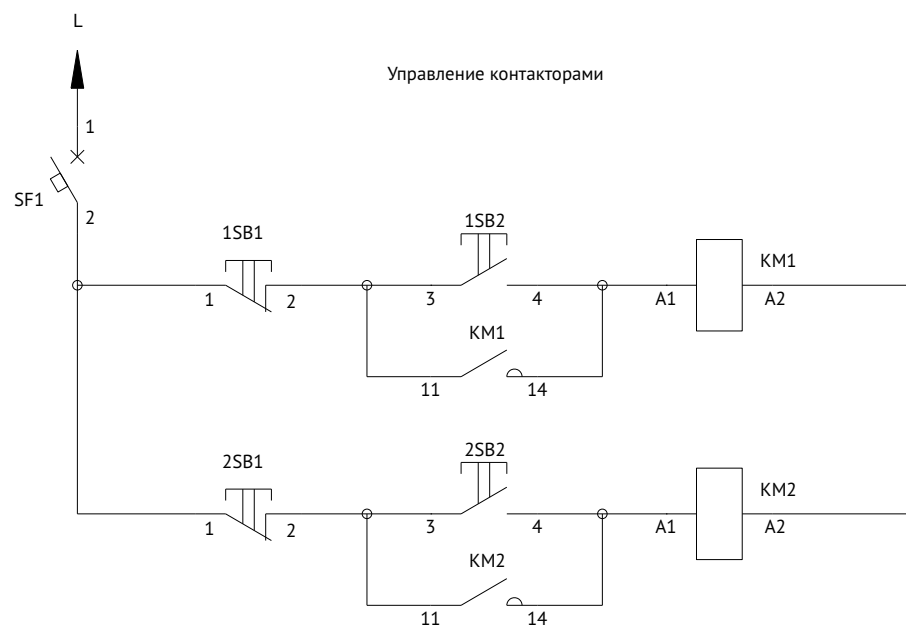 L
Управление контакторами
1
SF1
2
1SB1
1SB2
KM1
1
2
3
4
A1
A2
KM1
11
14
2SB1
2SB2
KM2
1
2
3
4
A1
A2
KM2
11
14